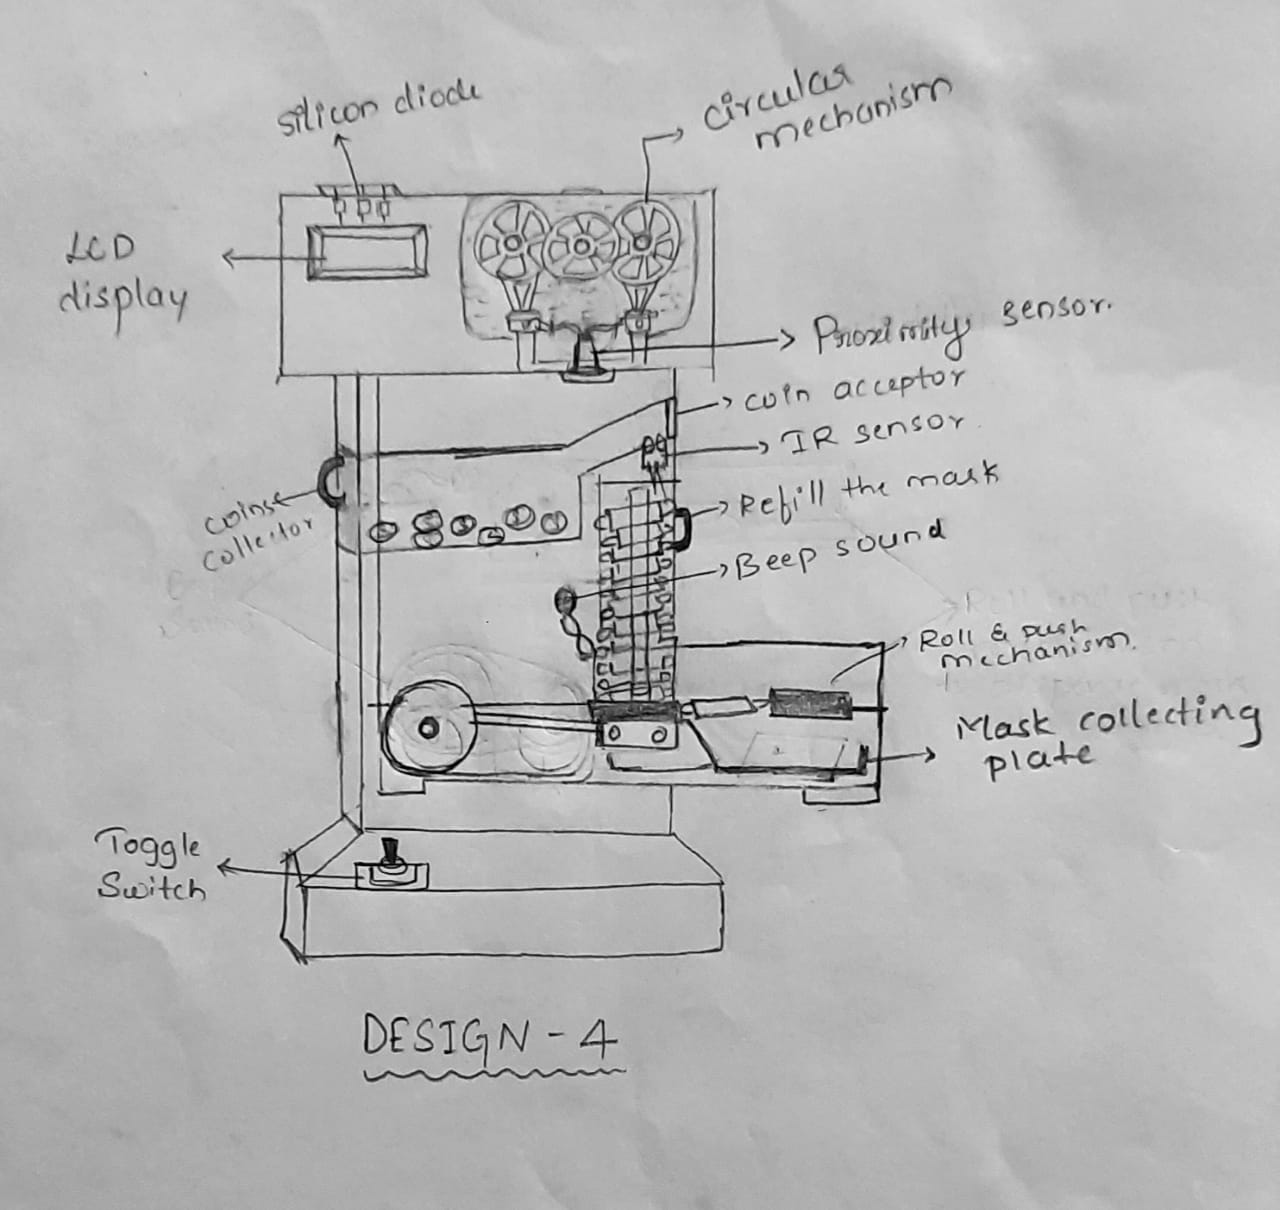 silicon diode
circular
mechanism
LCD
display
Proximity sensor.
coin acceptor
IR sensor
Refill the mask
coins
collector
Beep sound
Roll & push
mechanism.
Mask collecting
plate
Toggle
Switch
DESIGN-4